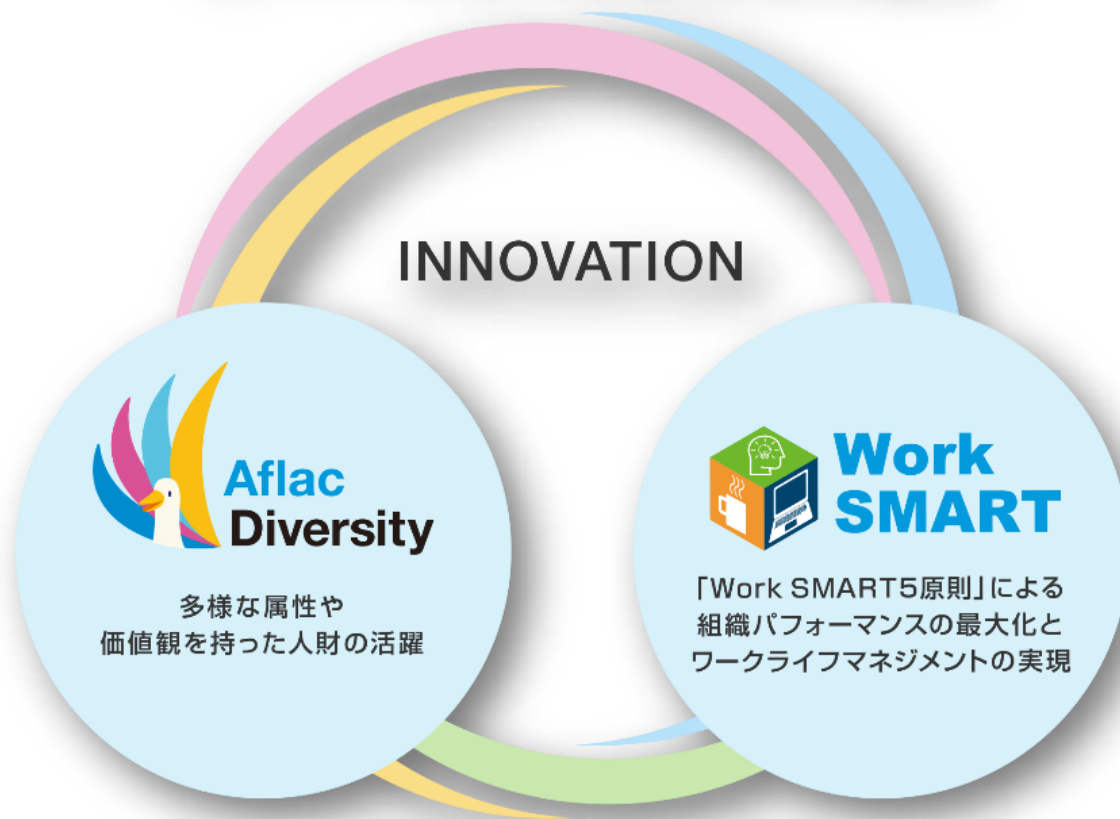 INNOVATION
Aflac
Diversity
多様な属性や
価値観を持った人財の活躍
Work
SMART
「Work SMART5原則」による
組織パフォーマンスの最大化と
ワークライフマネジメントの実現